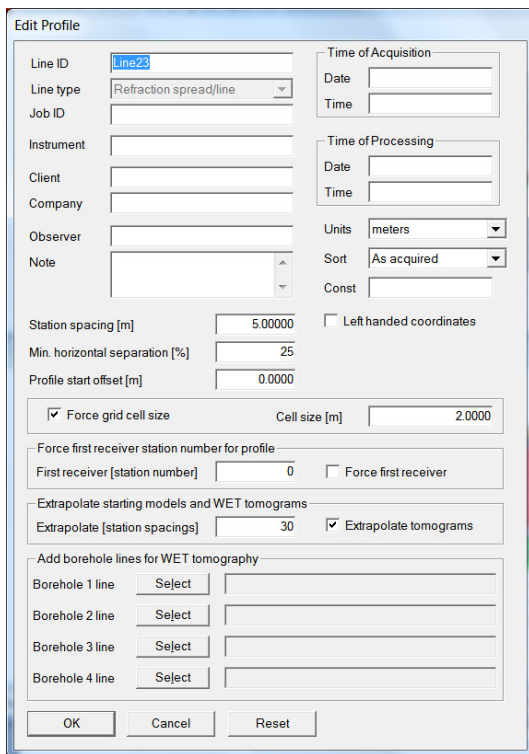 Edit Profile
Line ID Line23
Line type Refraction spread/line
Job ID
Instrument
Client
Company
Observer
Note
Time of Acquisition
Date
Time
Time of Processing
Date
Time
Units meters
Sort As acquired
Const
Station spacing [m] 5.00000
Left handed coordinates
Min. horizontal separation [%] 25
Profile start offset [m] 0.0000
Force grid cell size Cell size [m] 2.0000
Force first receiver station number for profile
First receiver [station number] 0 Force first receiver
Extrapolate starting models and WET tomograms
Extrapolate [station spacings] 30 Extrapolate tomograms
Add borehole lines for WET tomography
Borehole 1 line Select
Borehole 2 line Select
Borehole 3 line Select
Borehole 4 line Select
OK Cancel Reset